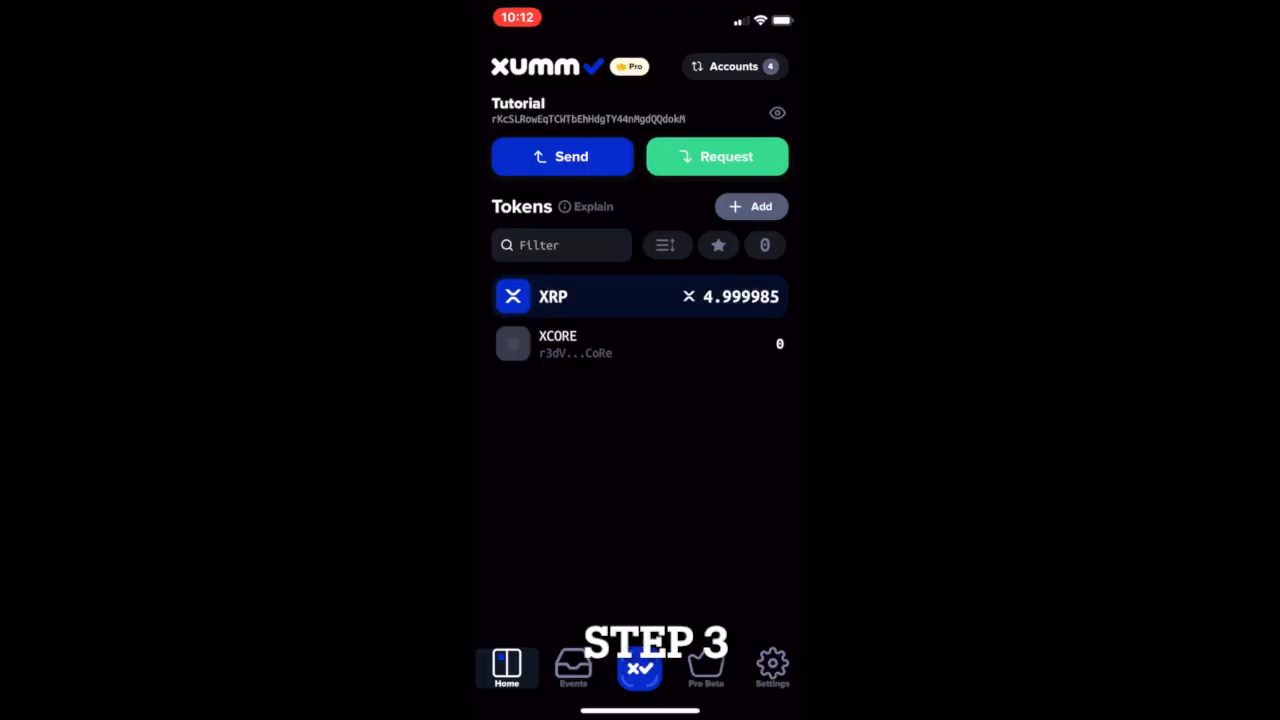 10:12
xumm Pro Accounts 4
Tutorial
rKcSLRowEqTCWTbEhHdgTY44nMgdQQdokM
Send Request
Tokens Explain Add
Filter 0
XRP 4.999985
XCORE
r3dV...CoRe
0
STEP 3
Home Events Pro Beta Settings